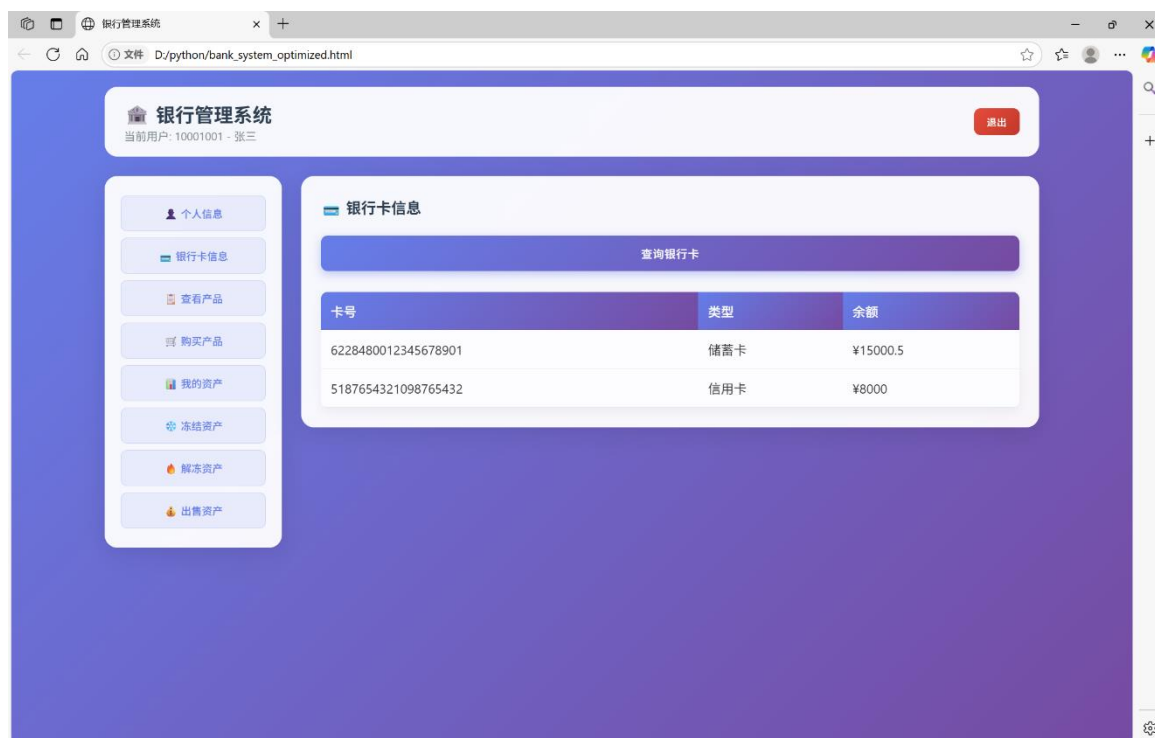 银行管理系统
文件 D:/python/bank_system_optimized.html
银行管理系统
当前用户: 10001001 - 张三
退出
个人信息
银行卡信息
查看产品
购买产品
我的资产
冻结资产
解冻资产
出售资产
银行卡信息
查询银行卡
卡号 类型 余额
6228480012345678901 储蓄卡 ¥15000.5
5187654321098765432 信用卡 ¥8000